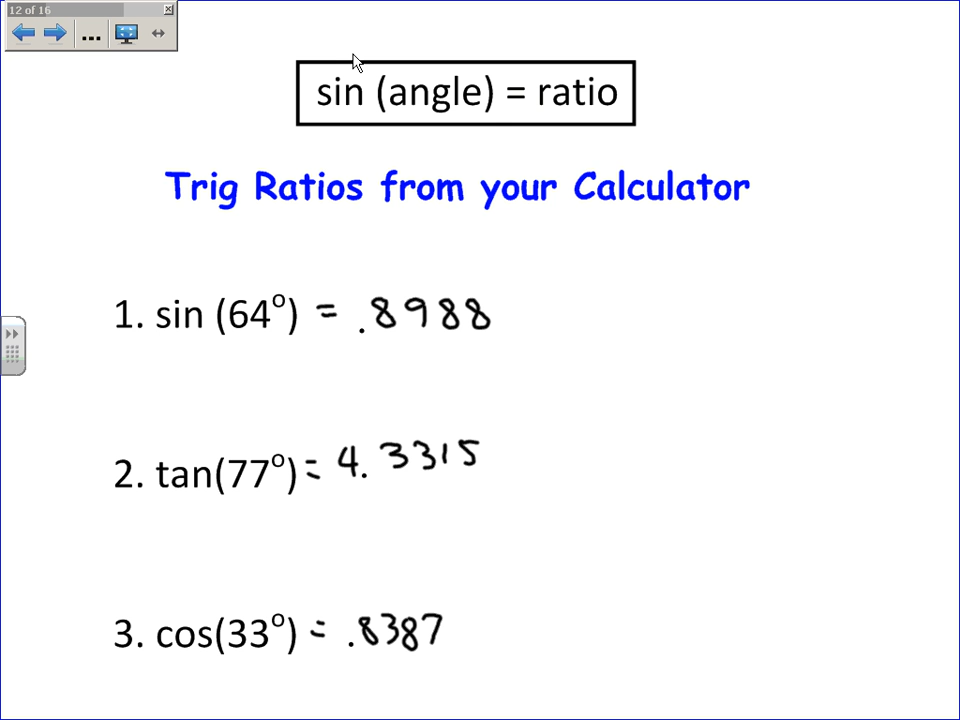 12 of 16
...
sin (angle) = ratio
Trig Ratios from your Calculator
1. sin (64°) = .8988
2. tan(77°) = 4.3315
3. cos(33°) = .8387